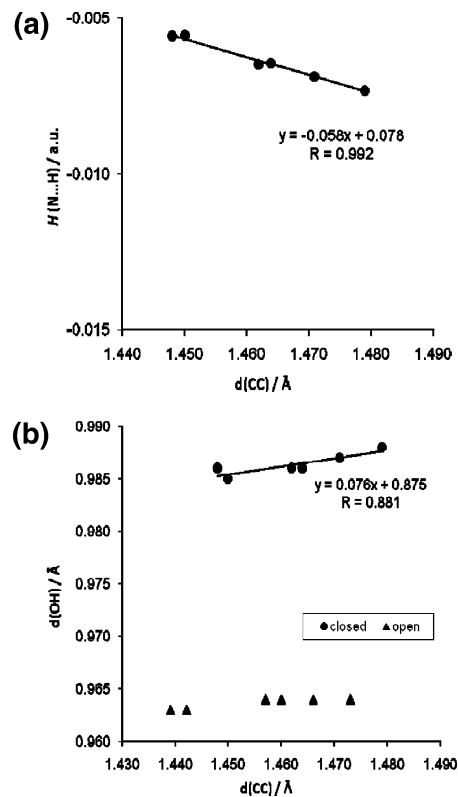 (a)
-0.005
-0.010
-0.015
H (N...H) / a.u.
y = -0.058x + 0.078
R = 0.992
1.440 1.450 1.460 1.470 1.480 1.490
d(CC) / Å
(b)
0.990
0.985
0.980
0.975
0.970
0.965
0.960
d(OH) / Å
y = 0.076x + 0.875
R = 0.881
closed open
1.430 1.440 1.450 1.460 1.470 1.480 1.490
d(CC) / Å